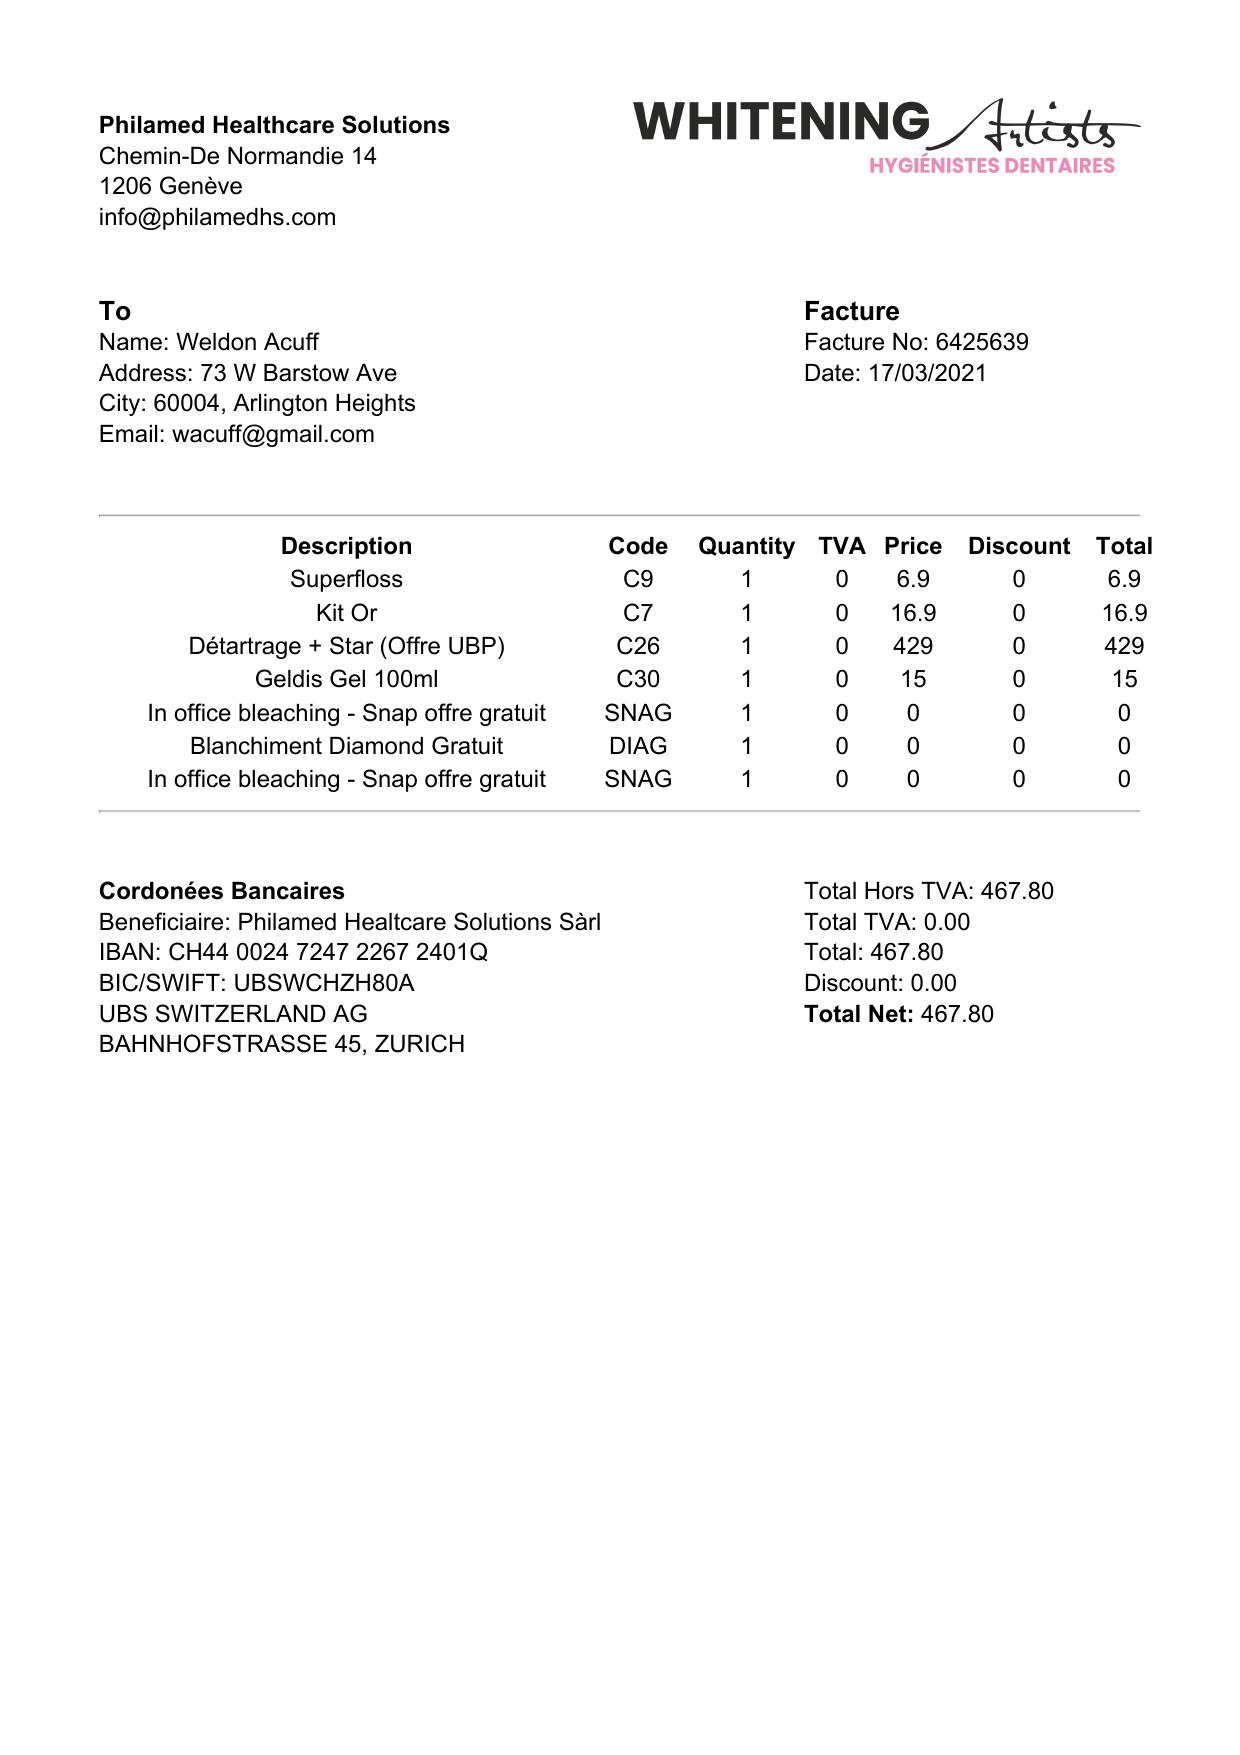 Philamed Healthcare Solutions
Chemin-De Normandie 14
1206 Genève
info@philamedhs.com
WHITENING Artists
HYGIÉNISTES DENTAIRES
To
Name: Weldon Acuff
Address: 73 W Barstow Ave
City: 60004, Arlington Heights
Email: wacuff@gmail.com
Facture
Facture No: 6425639
Date: 17/03/2021
Description Code Quantity TVA Price Discount Total
Superfloss C9 1 0 6.9 0 6.9
Kit Or C7 1 0 16.9 0 16.9
Détartrage + Star (Offre UBP) C26 1 0 429 0 429
Geldis Gel 100ml C30 1 0 15 0 15
In office bleaching - Snap offre gratuit SNAG 1 0 0 0 0
Blanchiment Diamond Gratuit DIAG 1 0 0 0 0
In office bleaching - Snap offre gratuit SNAG 1 0 0 0 0
Cordonées Bancaires
Beneficiaire: Philamed Healtcare Solutions Sàrl
IBAN: CH44 0024 7247 2267 2401Q
BIC/SWIFT: UBSWCHZH80A
UBS SWITZERLAND AG
BAHNHOFSTRASSE 45, ZURICH
Total Hors TVA: 467.80
Total TVA: 0.00
Total: 467.80
Discount: 0.00
Total Net: 467.80